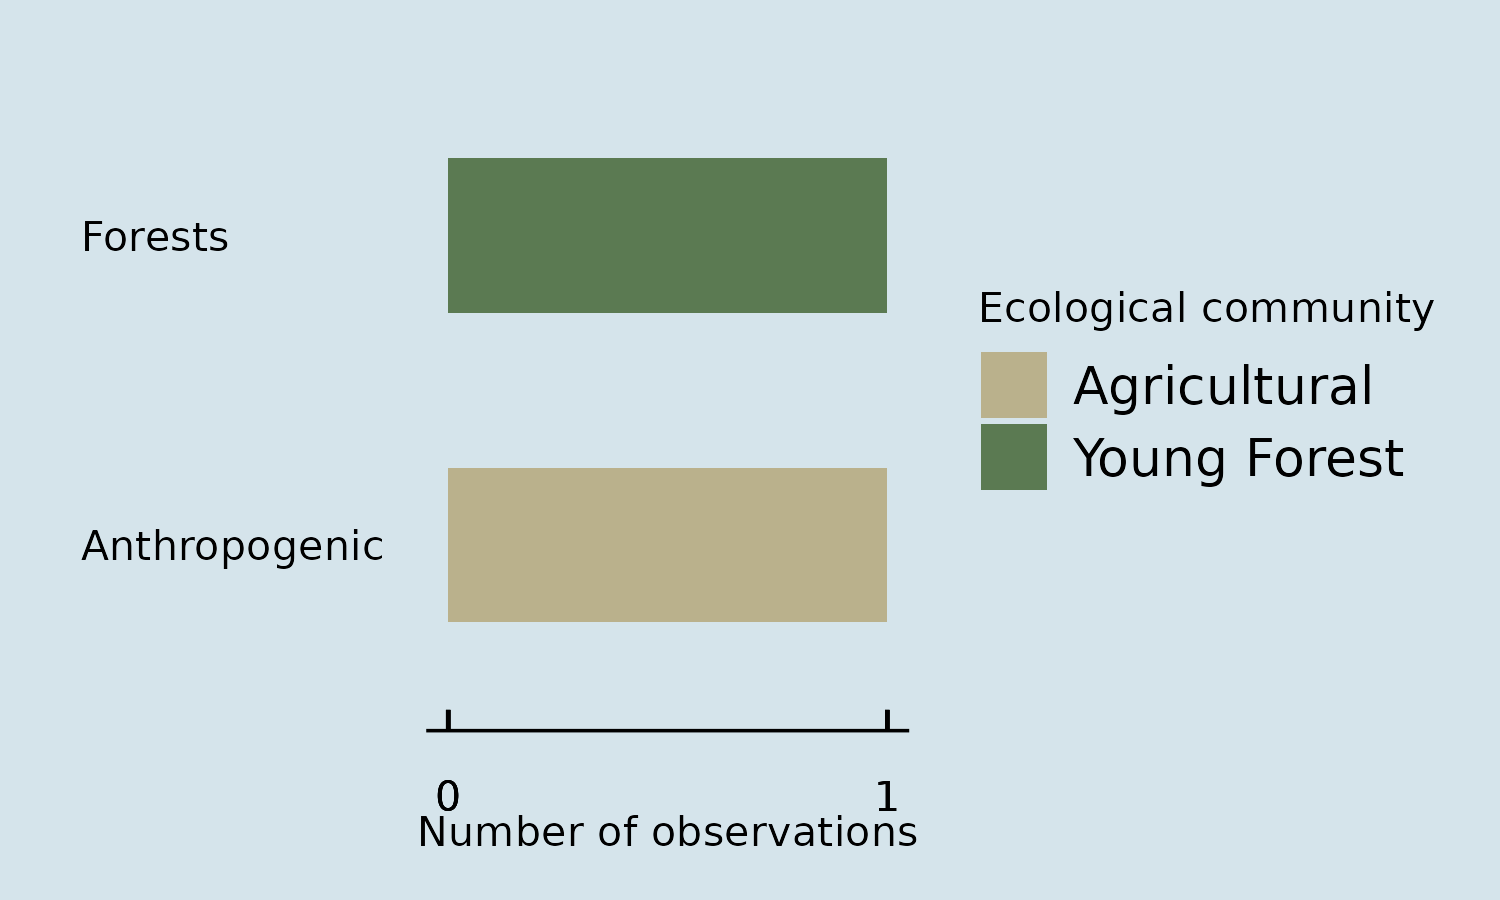 Forests
Anthropogenic
0 1
Number of observations
Ecological community
Agricultural
Young Forest